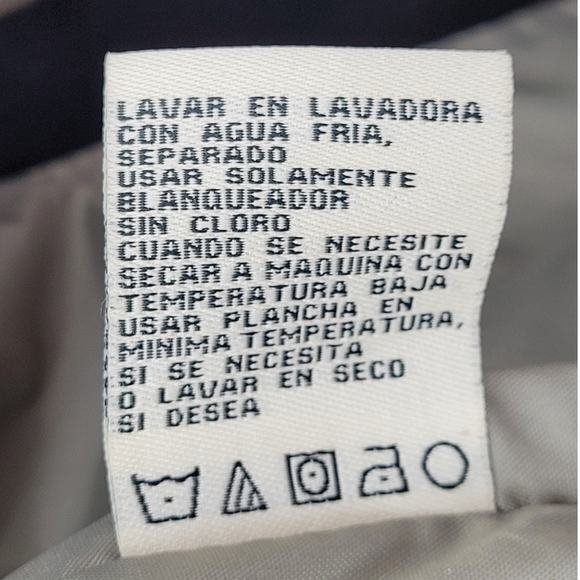 LAVAR EN LAVADORA
CON AGUA FRIA,
SEPARADO
USAR SOLAMENTE
BLANQUEADOR
SIN CLORO
CUANDO SE NECESITE
SECAR A MAQUINA CON
TEMPERATURA BAJA
USAR PLANCHA EN
MINIMA TEMPERATURA,
SI SE NECESITA
O LAVAR EN SECO
SI DESEA